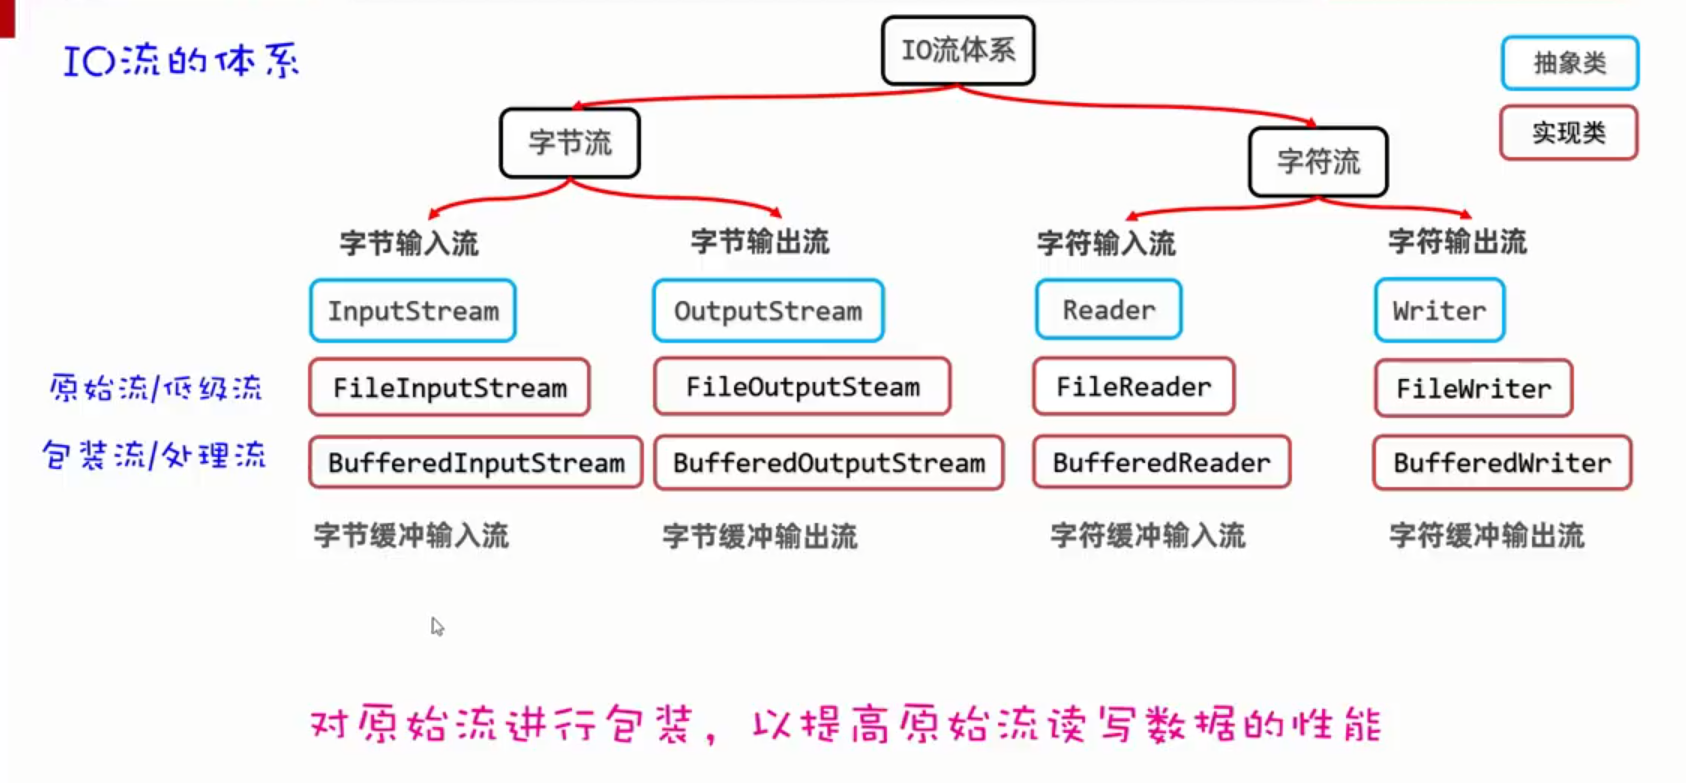 IO流的体系
IO流体系
抽象类
实现类
字节流
字符流
字节输入流
字节输出流
字符输入流
字符输出流
InputStream
OutputStream
Reader
Writer
原始流/低级流
FileInputStream
FileOutputSteam
FileReader
FileWriter
包装流/处理流
BufferedInputStream
BufferedOutputStream
BufferedReader
BufferedWriter
字节缓冲输入流
字节缓冲输出流
字符缓冲输入流
字符缓冲输出流
对原始流进行包装，以提高原始流读写数据的性能